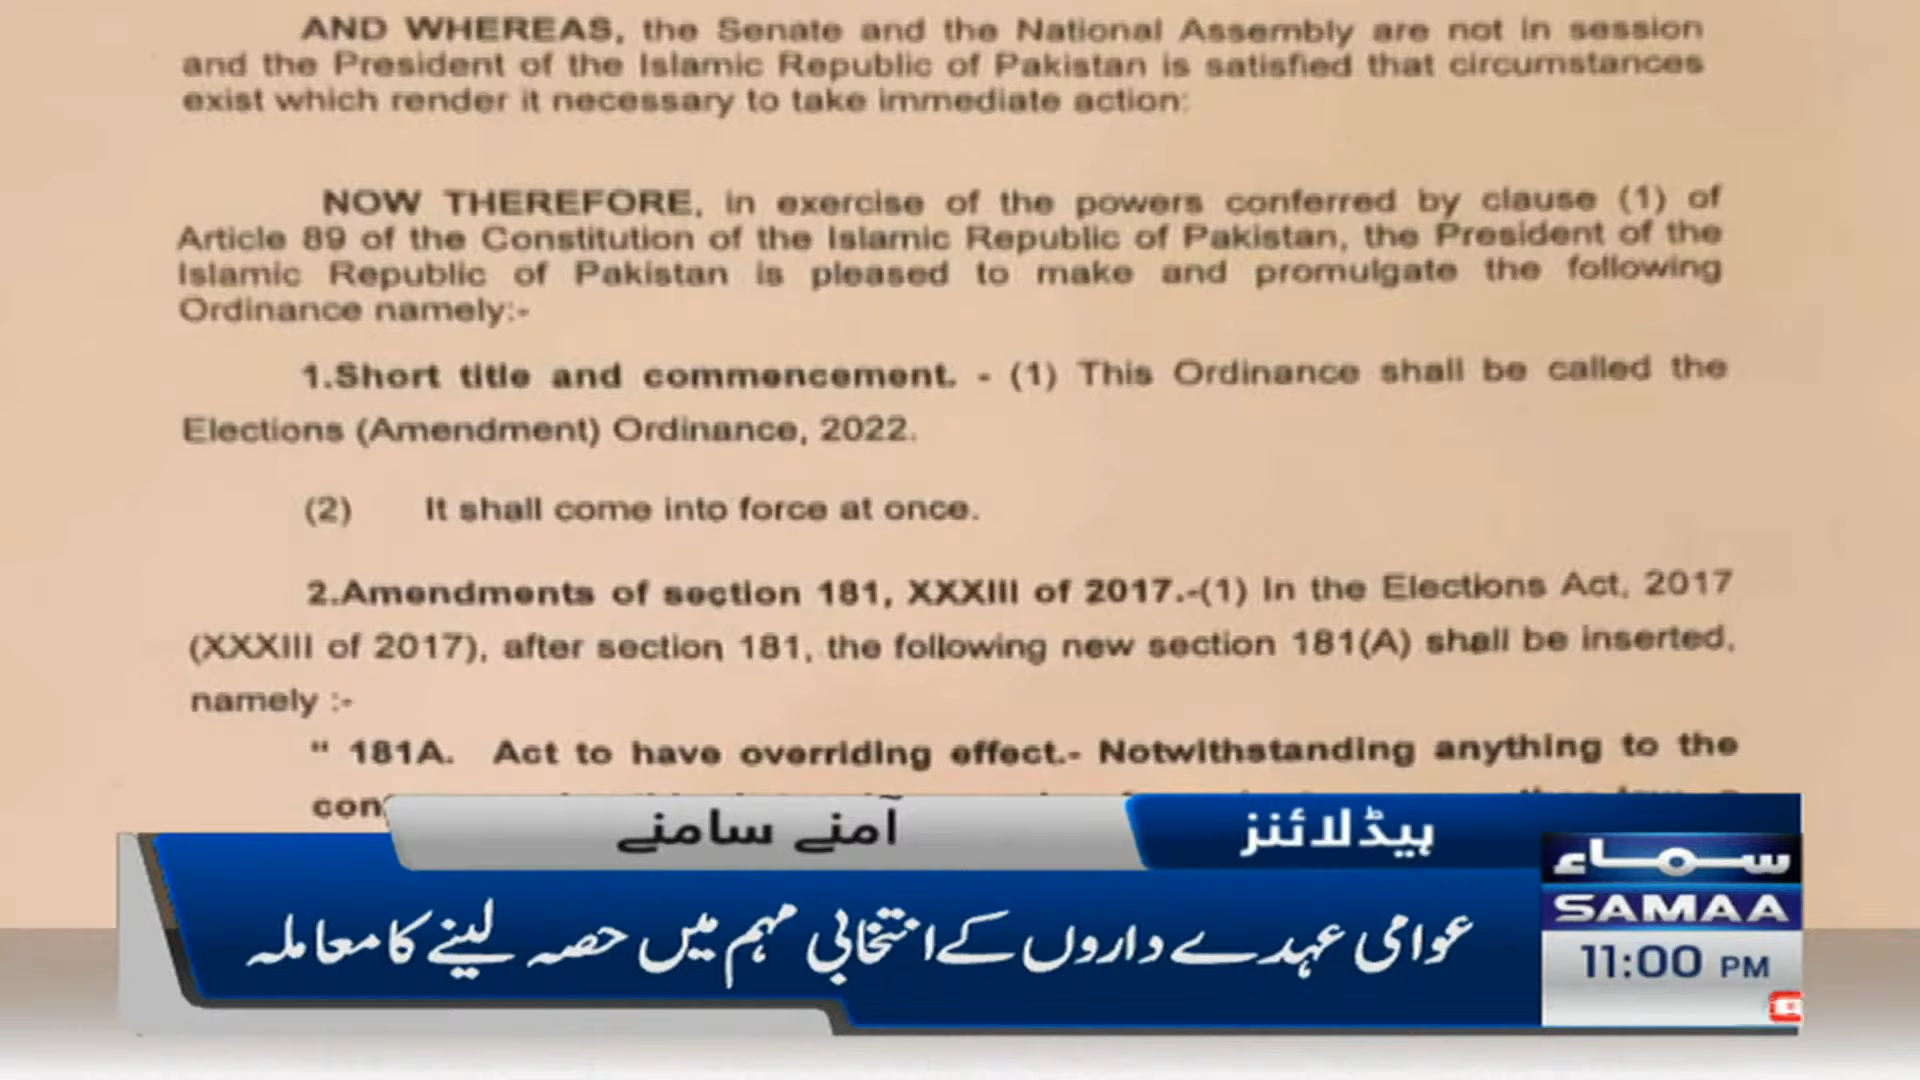 AND WHEREAS, the Senate and the National Assembly are not in session
and the President of the Islamic Republic of Pakistan is satisfied that circumstances
exist which render it necessary to take immediate action:
NOW THEREFORE, in exercise of the powers conferred by clause (1) of
Article 89 of the Constitution of the Islamic Republic of Pakistan, the President of the
Islamic Republic of Pakistan is pleased to make and promulgate the following
Ordinance namely:-
1.Short title and commencement. - (1) This Ordinance shall be called the
Elections (Amendment) Ordinance, 2022.
(2) It shall come into force at once.
2.Amendments of section 181, XXXIII of 2017.-(1) In the Elections Act, 2017
(XXXIII of 2017), after section 181, the following new section 181(A) shall be inserted,
namely :-
" 181A. Act to have overriding effect.- Notwithstanding anything to the
ہیڈلائنز
آمنے سامنے
عوامی عہدے داروں کے انتخابی مہم میں حصہ لینے کا معاملہ
سماء
SAMAA
11:00 PM